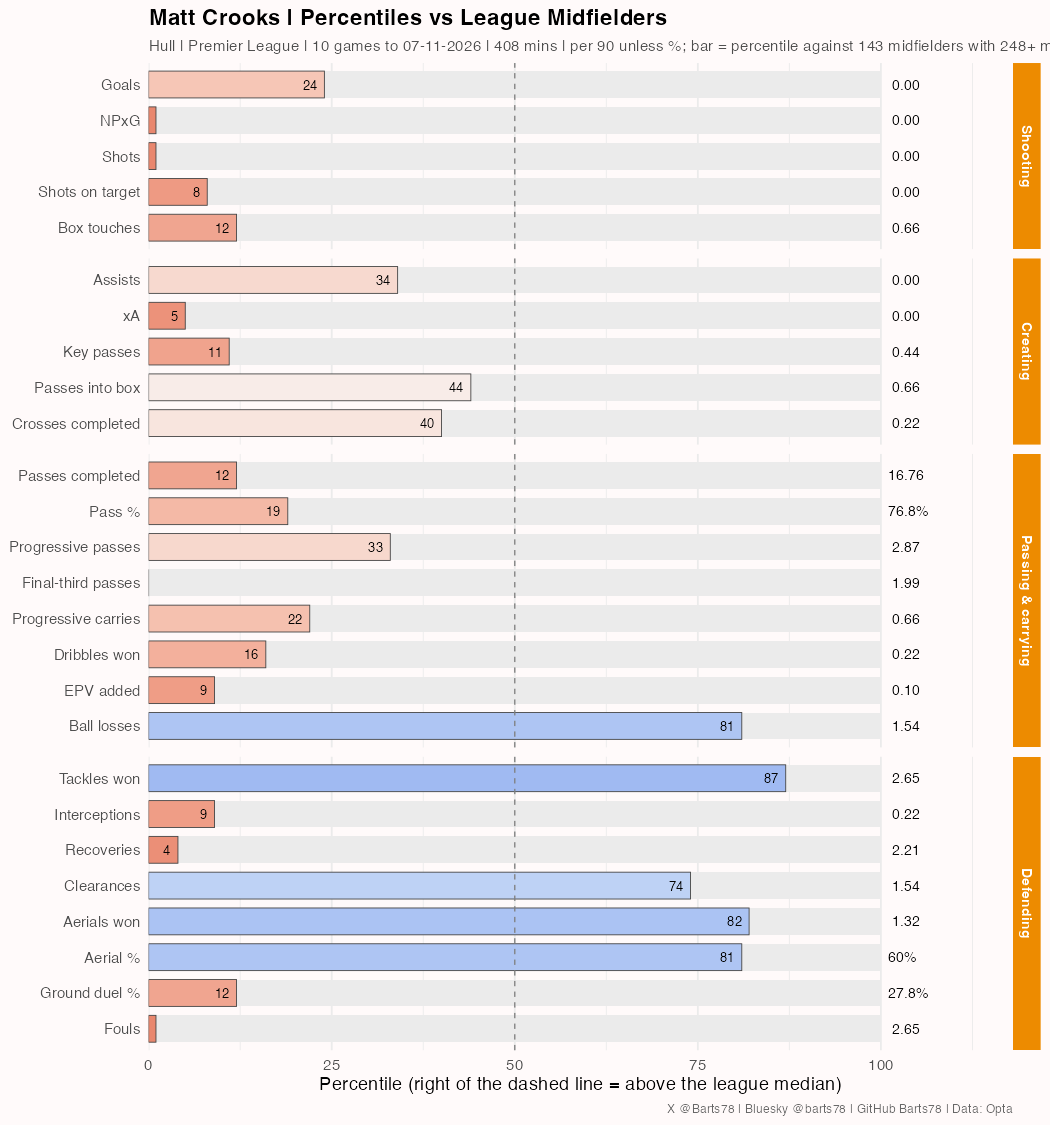 Matt Crooks | Percentiles vs League Midfielders
Hull | Premier League | 10 games to 07-11-2026 | 408 mins | per 90 unless %; bar = percentile against 143 midfielders with 248+ m
Goals 24 0.00
NPxG 0.00
Shots 0.00
Shots on target 8 0.00
Box touches 12 0.66
Shooting
Assists 34 0.00
xA 5 0.00
Key passes 11 0.44
Passes into box 44 0.66
Crosses completed 40 0.22
Creating
Passes completed 12 16.76
Pass % 19 76.8%
Progressive passes 33 2.87
Final-third passes 1.99
Progressive carries 22 0.66
Dribbles won 16 0.22
EPV added 9 0.10
Ball losses 81 1.54
Passing & carrying
Tackles won 87 2.65
Interceptions 9 0.22
Recoveries 4 2.21
Clearances 74 1.54
Aerials won 82 1.32
Aerial % 81 60%
Ground duel % 12 27.8%
Fouls 2.65
Defending
0 25 50 75 100
Percentile (right of the dashed line = above the league median)
X @Barts78 | Bluesky @barts78 | GitHub Barts78 | Data: Opta